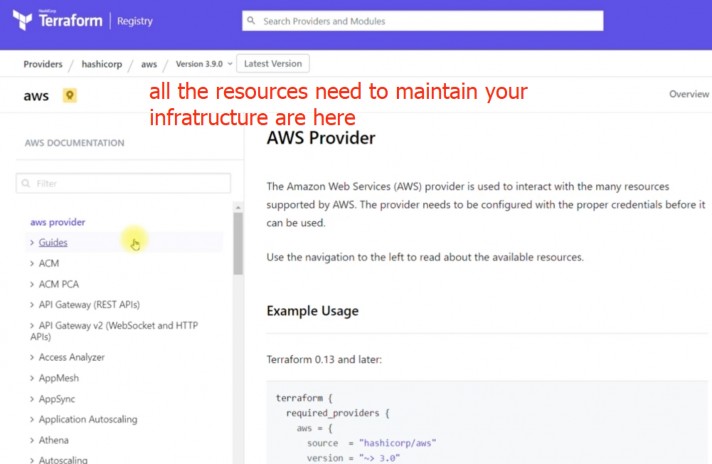 HashiCorp
Terraform | Registry
Search Providers and Modules
Providers / hashicorp / aws / Version 3.9.0 Latest Version
aws
all the resources need to maintain your
infratructure are here
Overview
AWS DOCUMENTATION
Filter
aws provider
> Guides
> ACM
> ACM PCA
> API Gateway (REST APIs)
> API Gateway v2 (WebSocket and HTTP
APIs)
> Access Analyzer
> AppMesh
> AppSync
> Application Autoscaling
> Athena
> Autoscaling
AWS Provider
The Amazon Web Services (AWS) provider is used to interact with the many resources
supported by AWS. The provider needs to be configured with the proper credentials before it
can be used.
Use the navigation to the left to read about the available resources.
Example Usage
Terraform 0.13 and later:
terraform {
required_providers {
aws = {
source = "hashicorp/aws"
version = "~> 3.0"